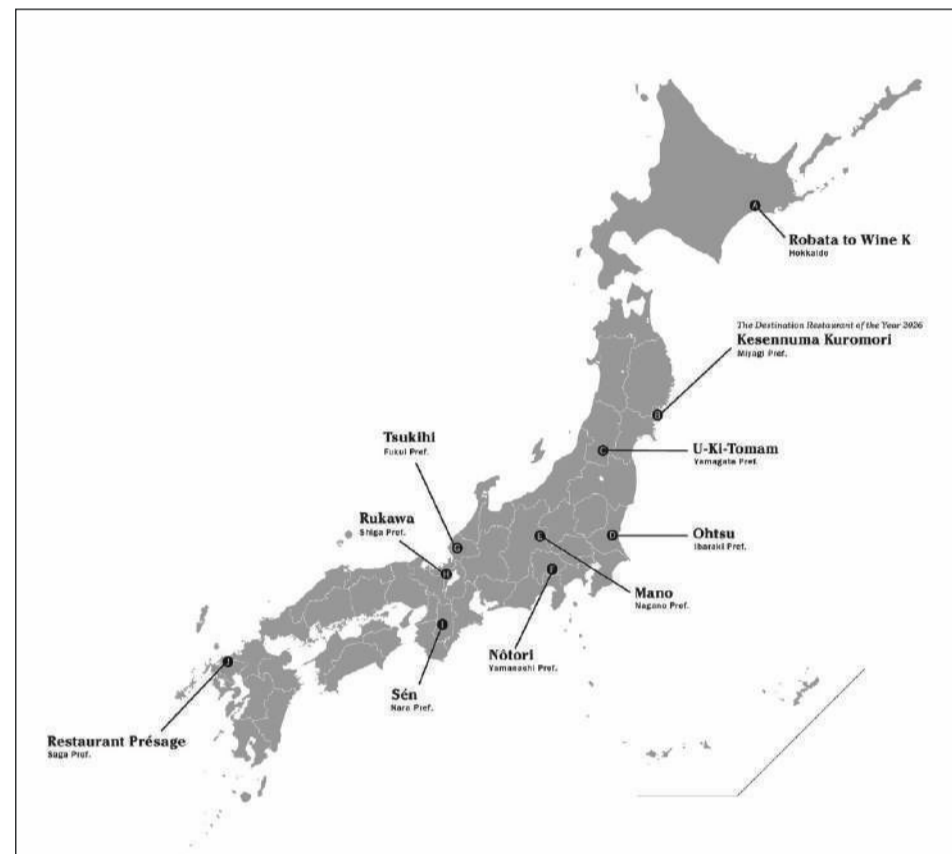 A
Robata to Wine K
Hokkaido
The Destination Restaurant of the Year 2026
Kesennuma Kuromori
Miyagi Pref.
B
Tsukihi
Fukui Pref.
C
U-Ki-Tomam
Yamagata Pref.
Rukawa
Shiga Pref.
G
E
D
Ohtsu
Ibaraki Pref.
H
F
Mano
Nagano Pref.
I
Nôtori
Yamanashi Pref.
J
Sén
Nara Pref.
Restaurant Présage
Saga Pref.